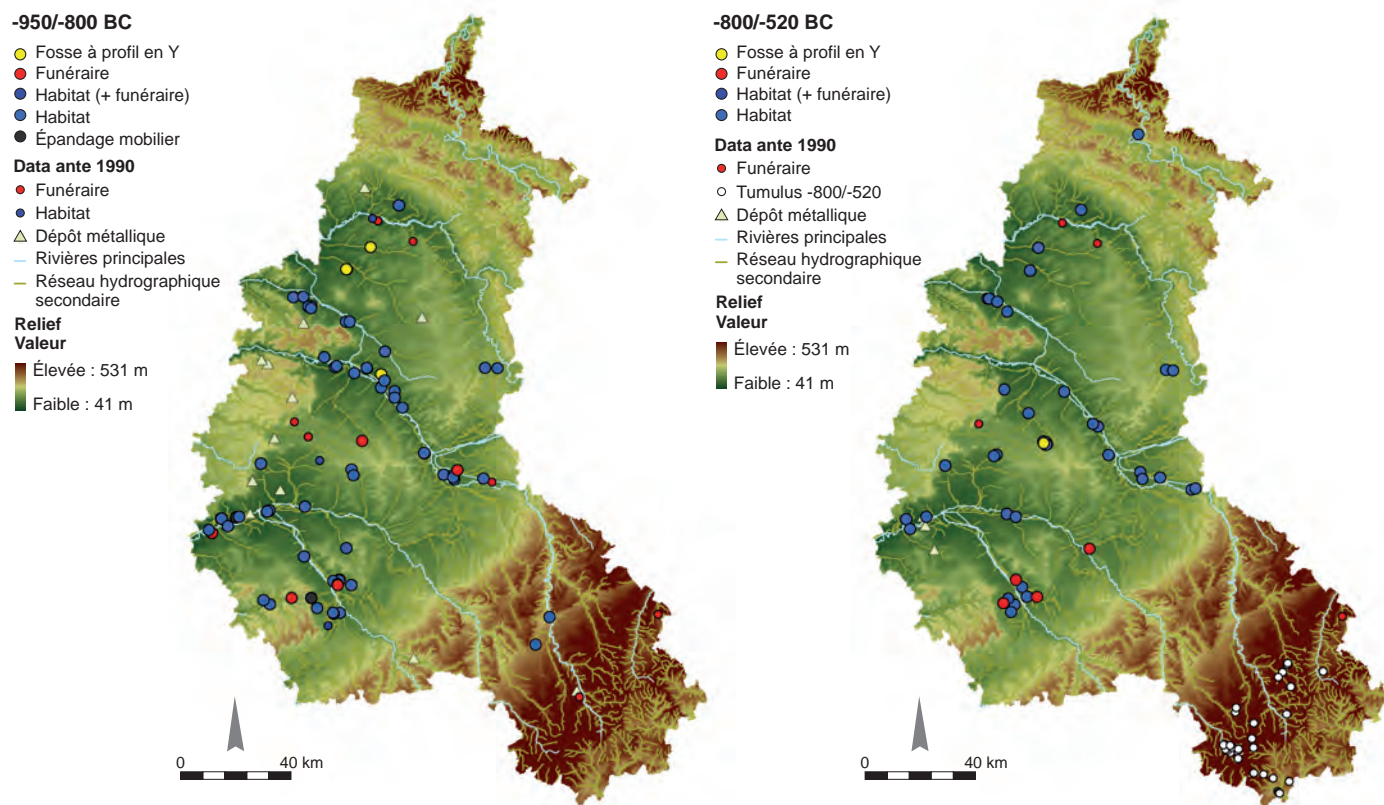 -950/-800 BC
Fosse à profil en Y
Funéraire
Habitat (+ funéraire)
Habitat
Épandage mobilier
Data ante 1990
Funéraire
Habitat
Dépôt métallique
Rivières principales
Réseau hydrographique
secondaire
Relief
Valeur
Élevée : 531 m
Faible : 41 m
0 40 km
-800/-520 BC
Fosse à profil en Y
Funéraire
Habitat (+ funéraire)
Habitat
Data ante 1990
Funéraire
Tumulus -800/-520
Dépôt métallique
Rivières principales
Réseau hydrographique
secondaire
Relief
Valeur
Élevée : 531 m
Faible : 41 m
0 40 km